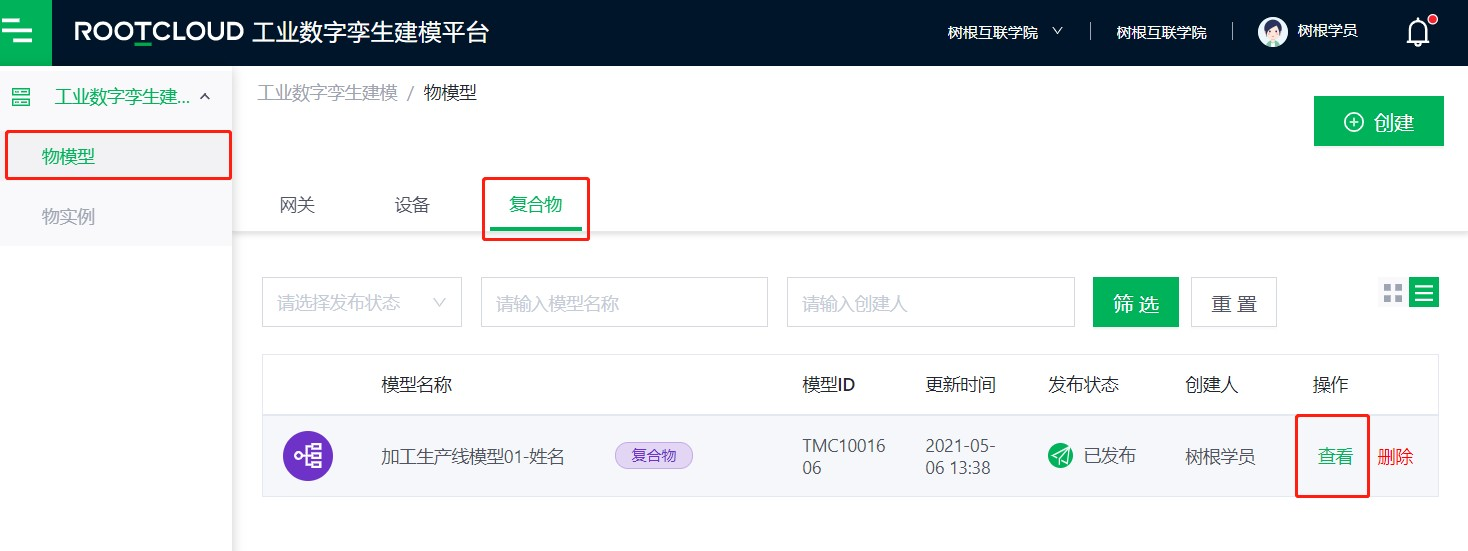 ROOTCLOUD 工业数字孪生建模平台
树根互联学院
树根互联学院
树根学员
工业数字孪生建...
物模型
物实例
工业数字孪生建模 / 物模型
创建
网关
设备
复合物
请选择发布状态
请输入模型名称
请输入创建人
筛 选
重 置
模型名称
模型ID
更新时间
发布状态
创建人
操作
加工生产线模型01-姓名
复合物
TMC10016
06
2021-05-
06 13:38
已发布
树根学员
查看
删除